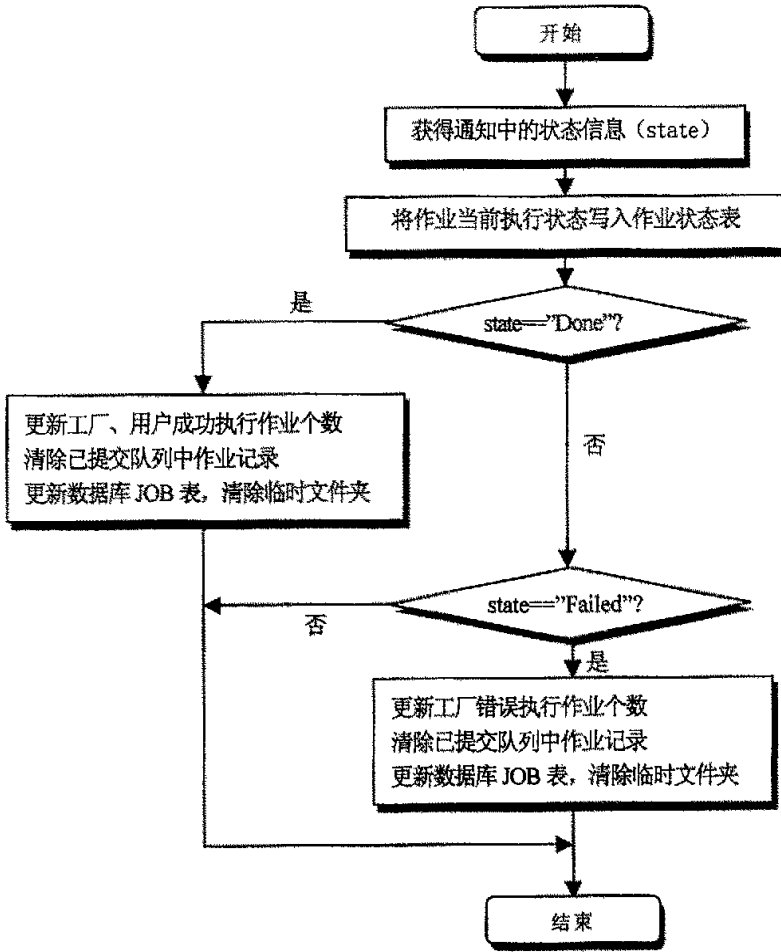 开始
获得通知中的状态信息（state）
将作业当前执行状态写入作业状态表
是
state==”Done”?
更新工厂、用户成功执行作业个数
清除已提交队列中作业记录
更新数据库 JOB 表，清除临时文件夹
否
state==”Failed”?
否
是
更新工厂错误执行作业个数
清除已提交队列中作业记录
更新数据库 JOB 表，清除临时文件夹
结束